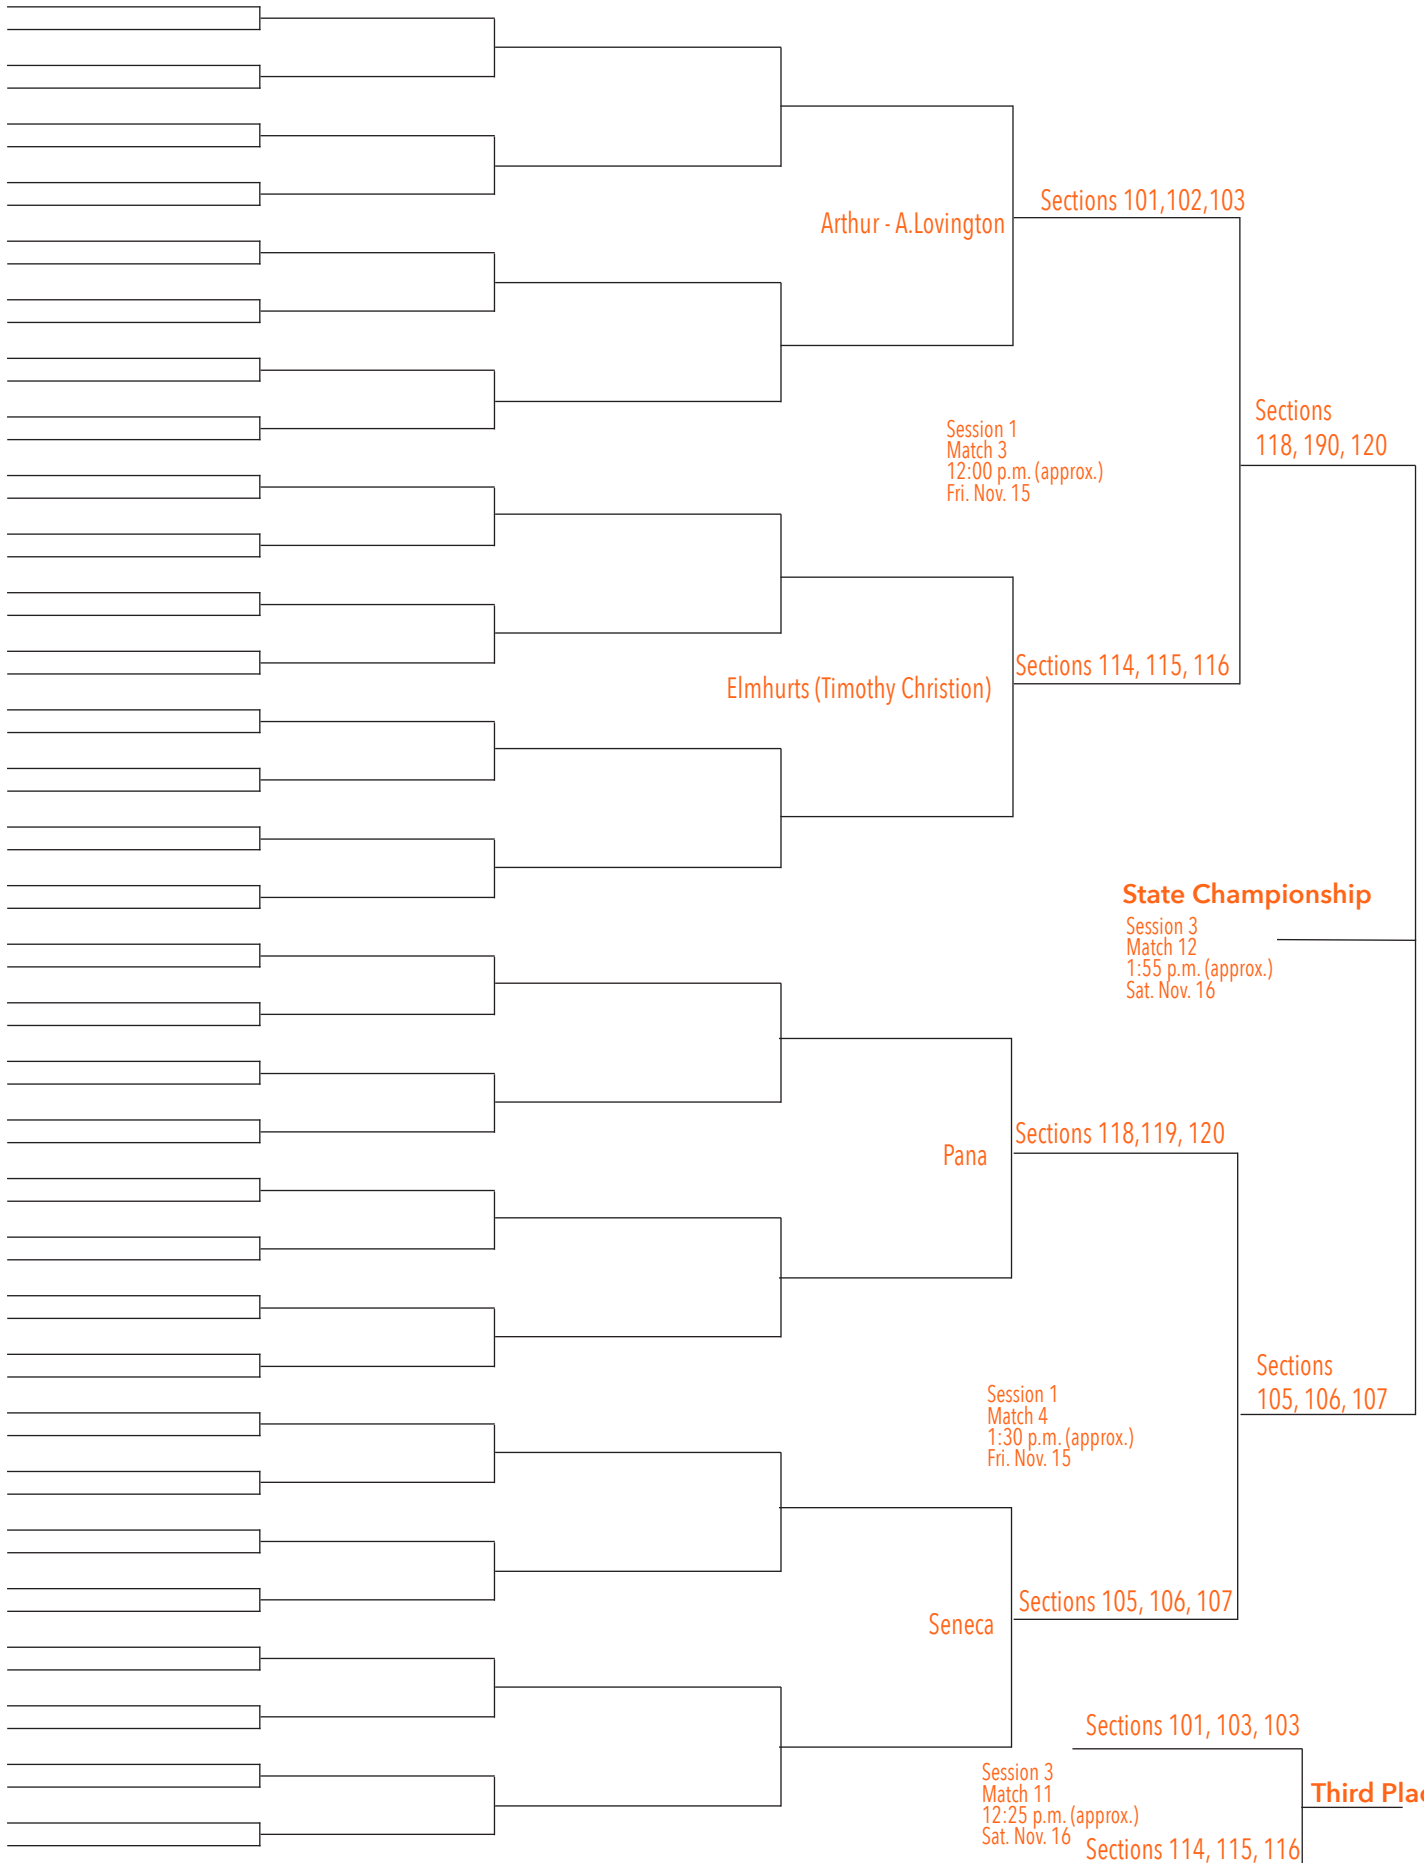 Sections 101,102,103
Arthur - A.Lovington
Sections
118, 190, 120
Session 1
Match 3
12:00 p.m. (approx.)
Fri. Nov. 15
Sections 114, 115, 116
Elmhurts (Timothy Christion)
State Championship
Session 3
Match 12
1:55 p.m. (approx.)
Sat. Nov. 16
Sections 118,119, 120
Pana
Sections
105, 106, 107
Session 1
Match 4
1:30 p.m. (approx.)
Fri. Nov. 15
Sections 105, 106, 107
Seneca
Sections 101, 103, 103
Session 3
Match 11
12:25 p.m. (approx.)
Sat. Nov. 16
Third
Sections 114, 115, 116